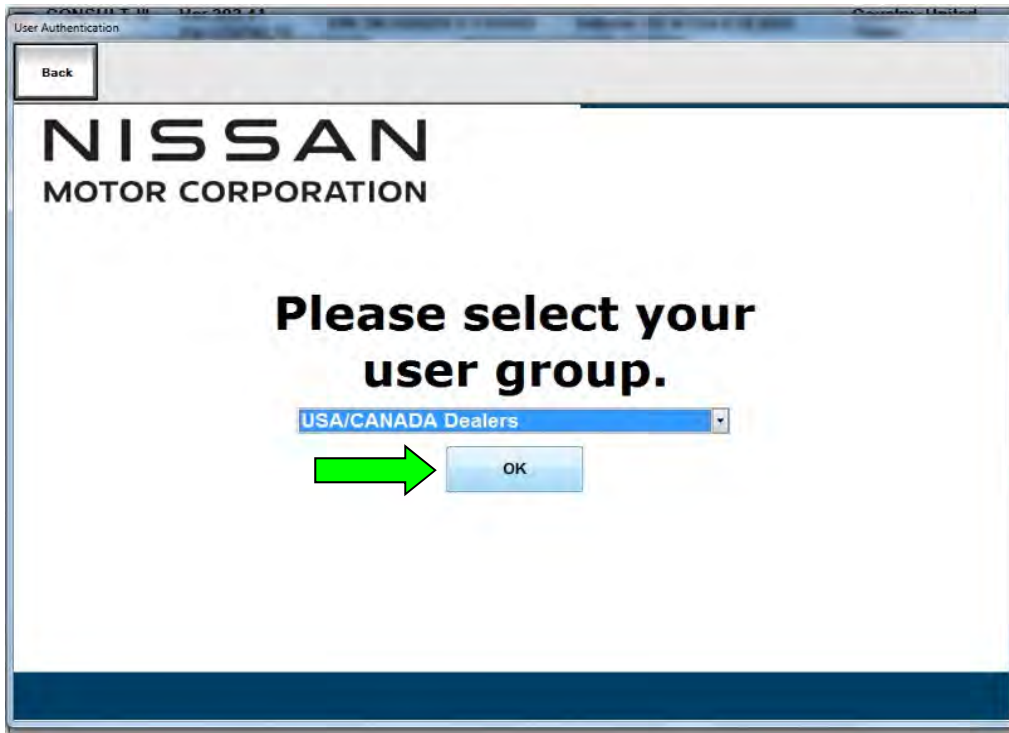 User Authentication
Back
NISSAN
MOTOR CORPORATION
Please select your
user group.
USA/CANADA Dealers
OK